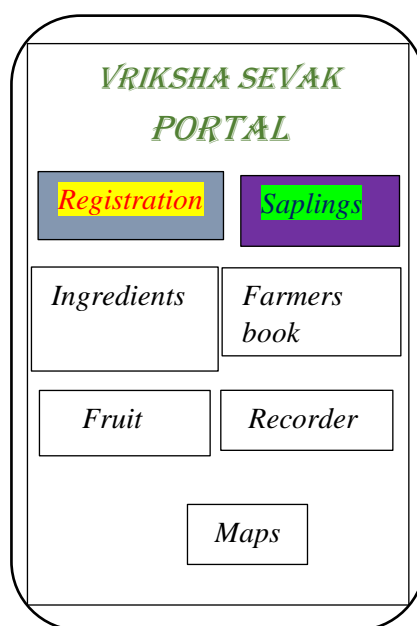 VRIKSHA SEVAK
PORTAL
Registration
Saplings
Ingredients
Farmers
book
Fruit
Recorder
Maps